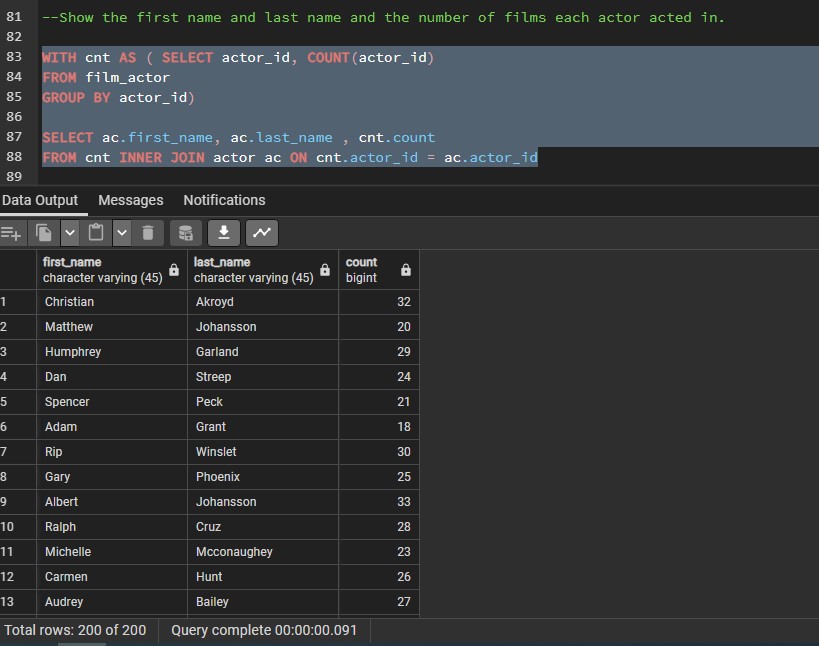 81 --Show the first name and last name and the number of films each actor acted in.
82
83 WITH cnt AS ( SELECT actor_id, COUNT(actor_id)
84 FROM film_actor
85 GROUP BY actor_id)
86
87 SELECT ac.first_name, ac.last_name , cnt.count
88 FROM cnt INNER JOIN actor ac ON cnt.actor_id = ac.actor_id
89
Data Output Messages Notifications
first_name last_name count
character varying (45) character varying (45) bigint
1 Christian Akroyd 32
2 Matthew Johansson 20
3 Humphrey Garland 29
4 Dan Streep 24
5 Spencer Peck 21
6 Adam Grant 18
7 Rip Winslet 30
8 Gary Phoenix 25
9 Albert Johansson 33
10 Ralph Cruz 28
11 Michelle Mcconaughey 23
12 Carmen Hunt 26
13 Audrey Bailey 27
Total rows: 200 of 200 Query complete 00:00:00.091